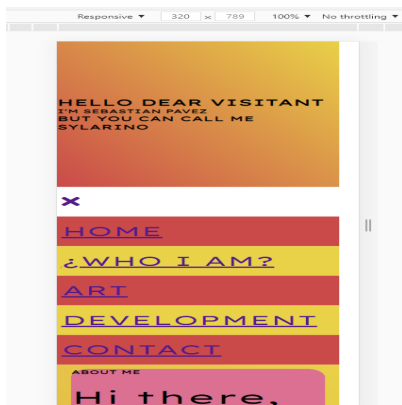 Responsive 320 × 789 100% No throttling
HELLO DEAR VISITANT
I'M SEBASTIAN PAVEZ
BUT YOU CAN CALL ME
SYLARINO
HOME
¿WHO I AM?
ART
DEVELOPMENT
CONTACT
ABOUT ME
Hi there,